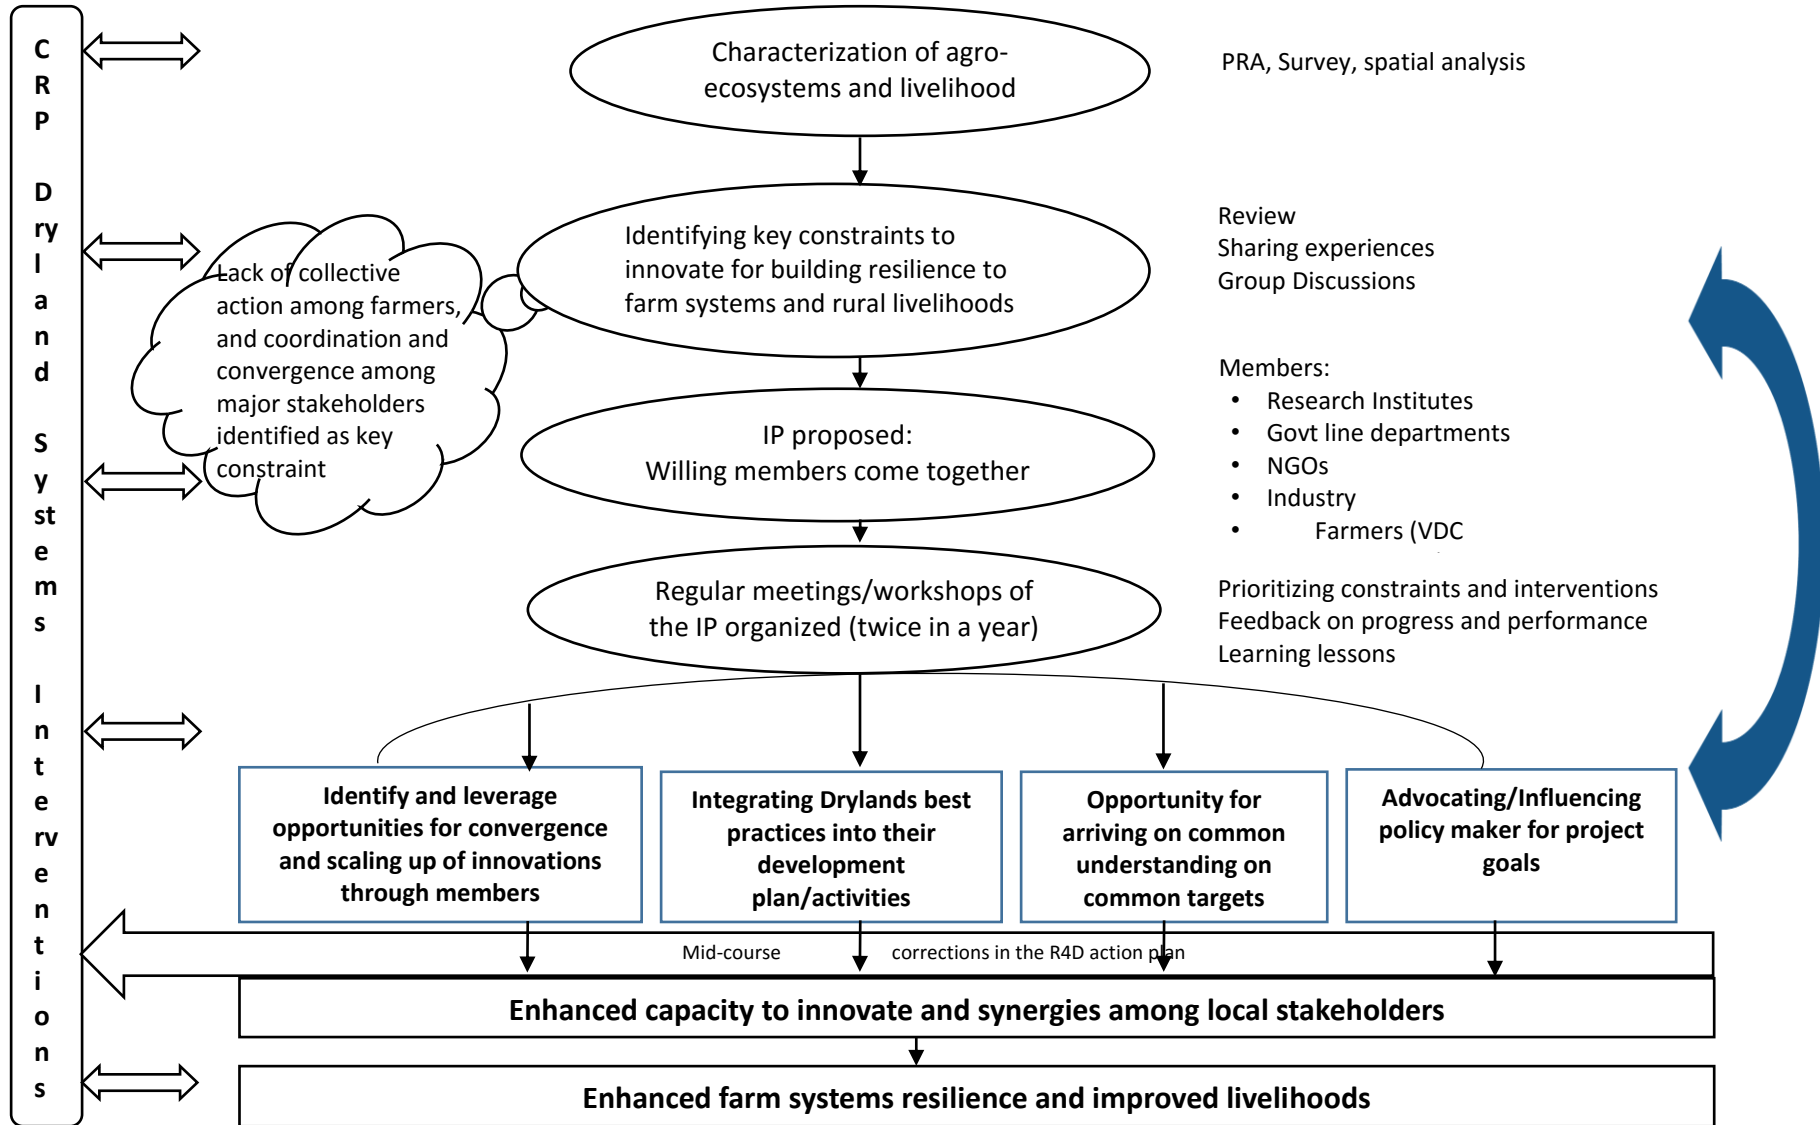 CRP Dryland Systems Interventions
Characterization of agro-
ecosystems and livelihood
PRA, Survey, spatial analysis
Identifying key constraints to
innovate for building resilience to
farm systems and rural livelihoods
Review
Sharing experiences
Group Discussions
Lack of collective
action among farmers,
and coordination and
convergence among
major stakeholders
identified as key
constraint
IP proposed:
Willing members come together
Members:
• Research Institutes
• Govt line departments
• NGOs
• Industry
• Farmers (VDC
Regular meetings/workshops of
the IP organized (twice in a year)
Prioritizing constraints and interventions
Feedback on progress and performance
Learning lessons
Identify and leverage
opportunities for convergence
and scaling up of innovations
through members
Integrating Drylands best
practices into their
development
plan/activities
Opportunity for
arriving on common
understanding on
common targets
Advocating/Influencing
policy maker for project
goals
Mid-course corrections in the R4D action plan
Enhanced capacity to innovate and synergies among local stakeholders
Enhanced farm systems resilience and improved livelihoods